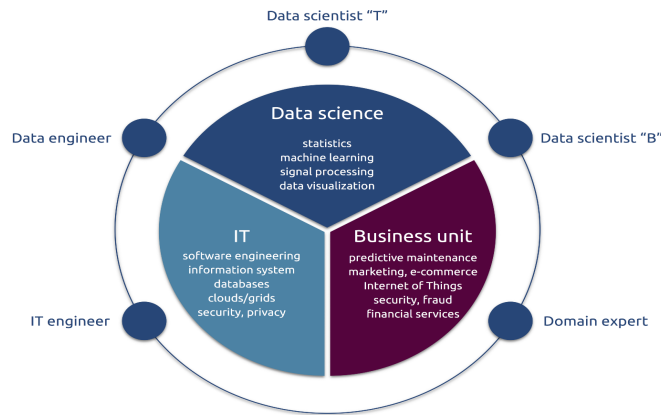 Data scientist “T”
Data engineer
Data scientist “B”
Data science
statistics
machine learning
signal processing
data visualization
IT
software engineering
information system
databases
clouds/grids
security, privacy
Business unit
predictive maintenance
marketing, e-commerce
Internet of Things
security, fraud
financial services
IT engineer
Domain expert